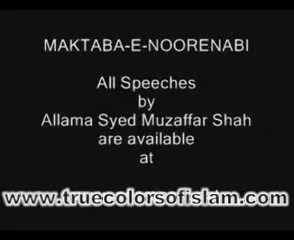 MAKTABA-E-NOORENABI
All Speeches
by
Allama Syed Muzaffar Shah
are available
at
www.truecolorsofislam.com